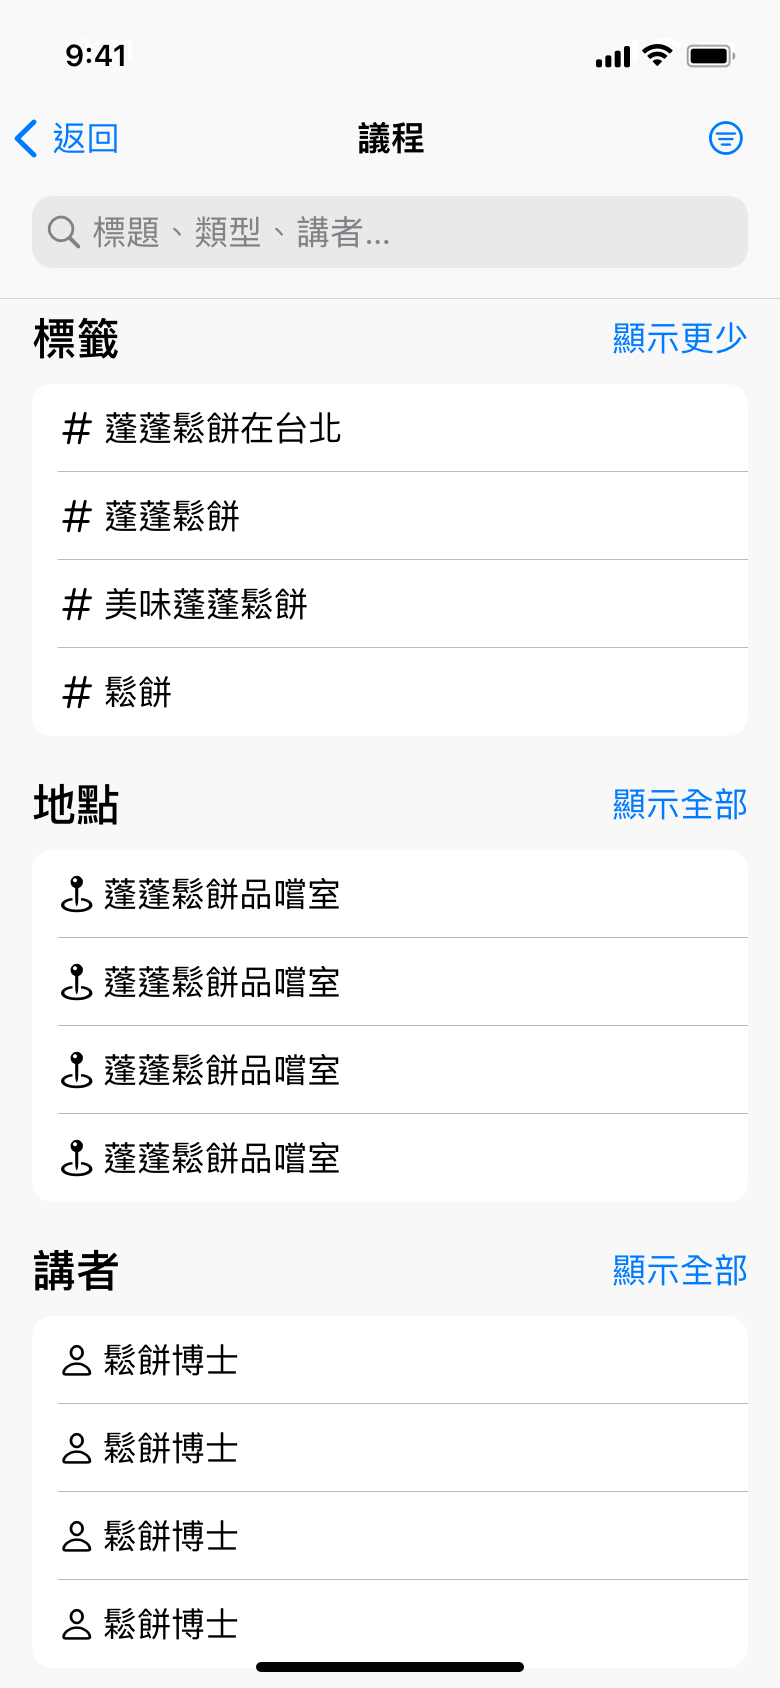 9:41
返回
議程
標題、類型、講者...
標籤
顯示更少
# 蓬蓬鬆餅在台北
# 蓬蓬鬆餅
# 美味蓬蓬鬆餅
# 鬆餅
地點
顯示全部
蓬蓬鬆餅品嚐室
蓬蓬鬆餅品嚐室
蓬蓬鬆餅品嚐室
蓬蓬鬆餅品嚐室
講者
顯示全部
鬆餅博士
鬆餅博士
鬆餅博士
鬆餅博士